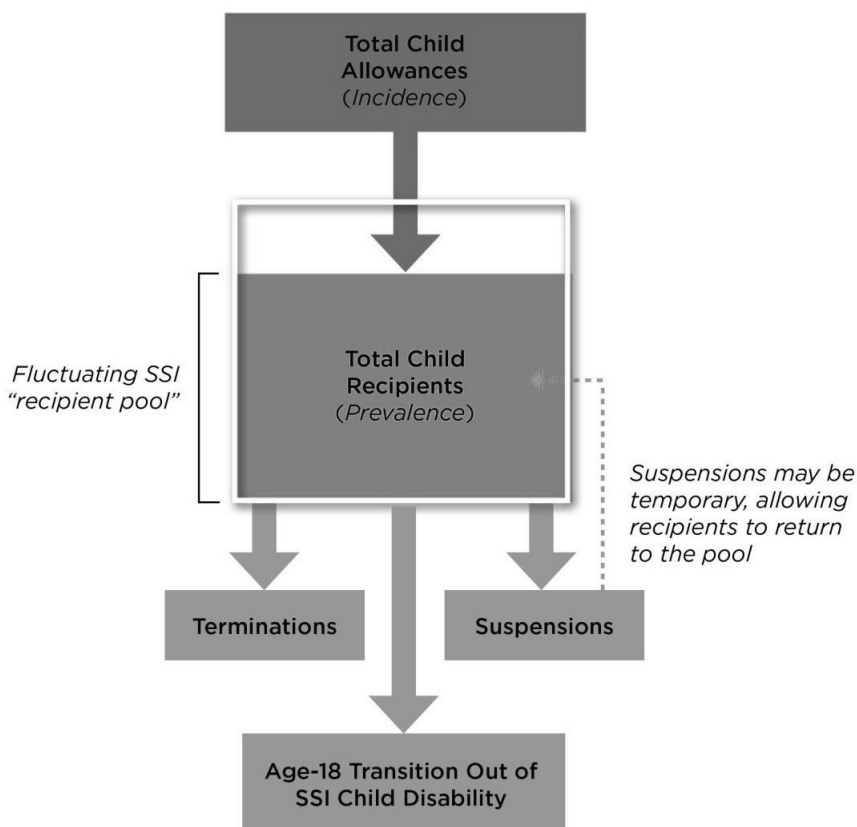 Total Child
Allowances
(Incidence)
Total Child
Recipients
(Prevalence)
Fluctuating SSI
“recipient pool”
Suspensions may be
temporary, allowing
recipients to return
to the pool
Terminations
Suspensions
Age-18 Transition Out of
SSI Child Disability